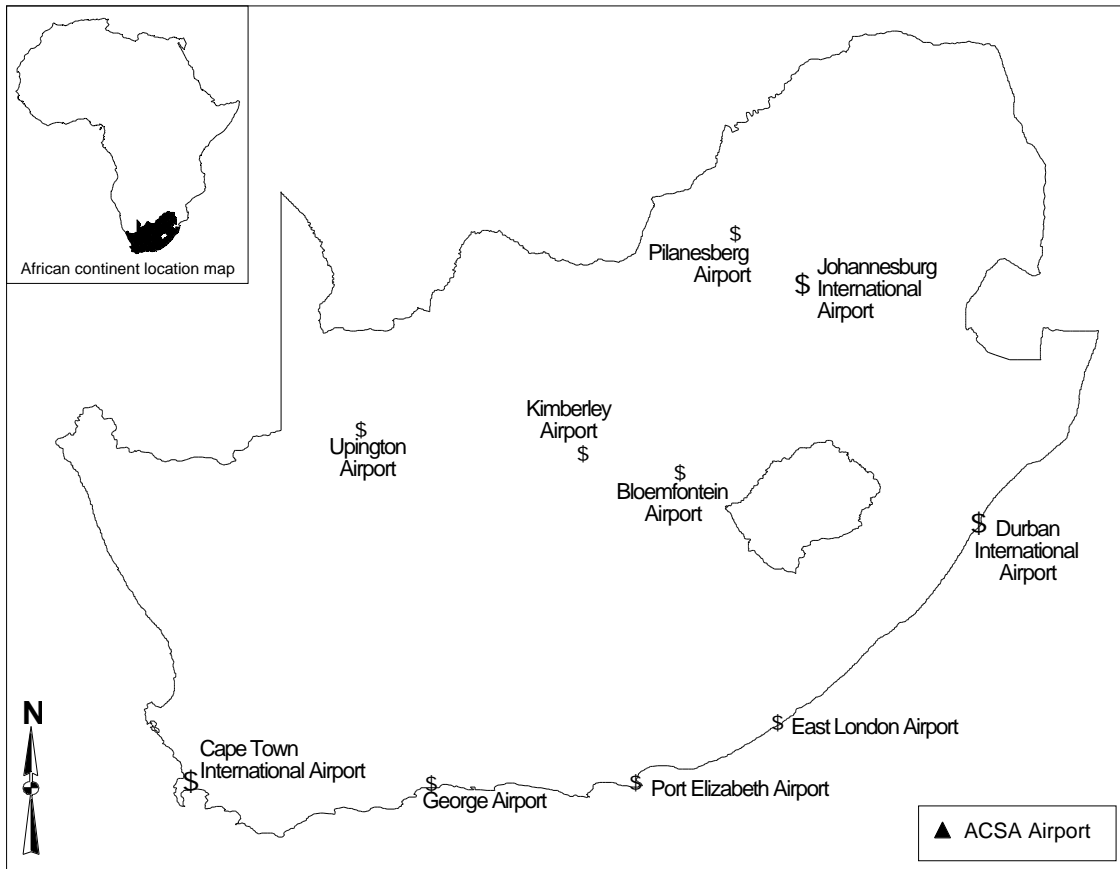 African continent location map
$
Pilanesberg
Airport
$ Johannesburg
International
Airport
Kimberley
Airport
$
$
Upington
Airport
$
Bloemfontein
Airport
$ Durban
International
Airport
$ East London Airport
N
Cape Town
$ International Airport
$
George Airport
$ Port Elizabeth Airport
▲ ACSA Airport